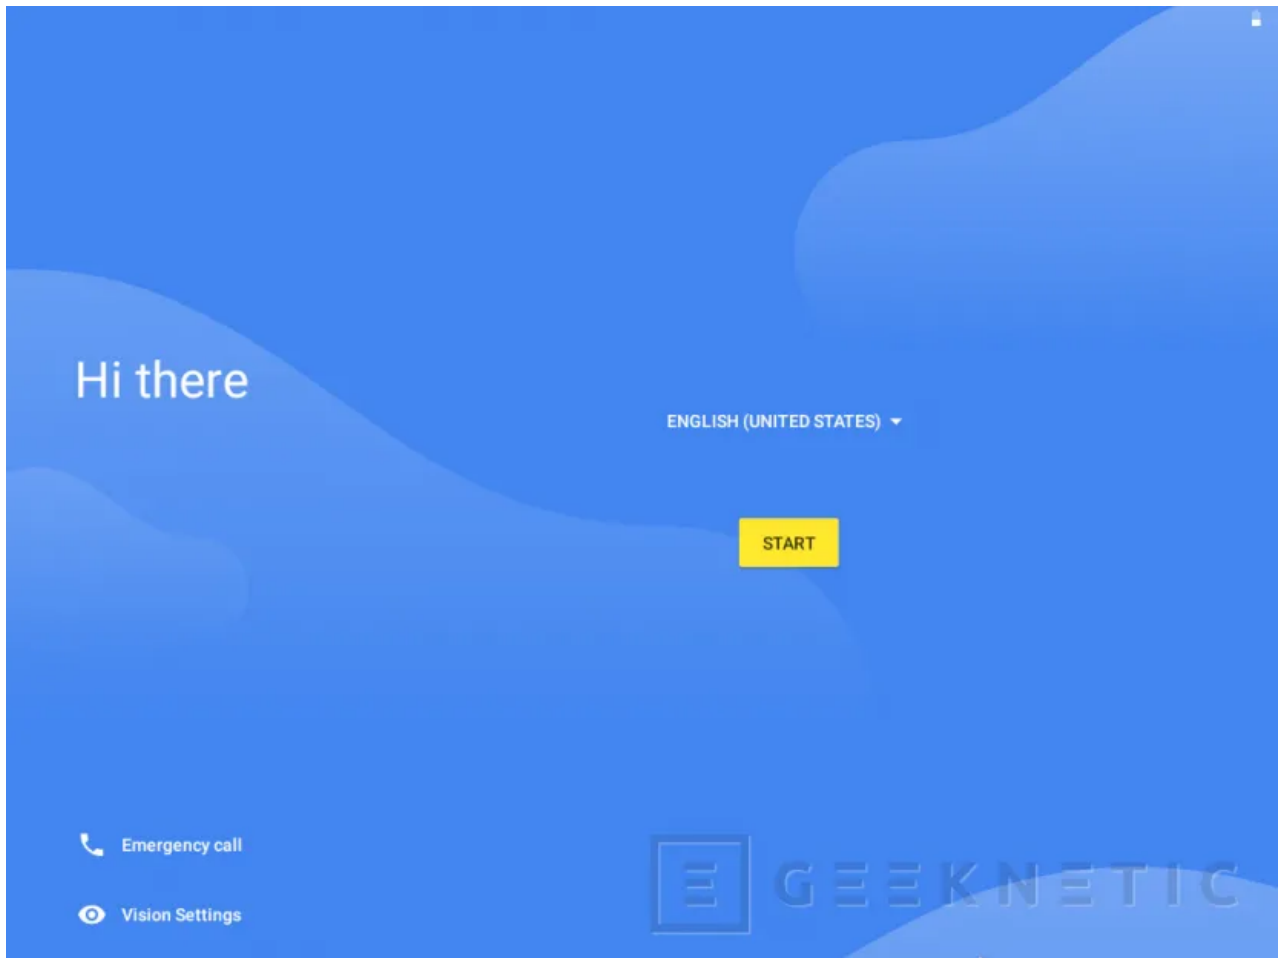 Hi there
ENGLISH (UNITED STATES)
START
Emergency call
Vision Settings
E GEEKNETIC